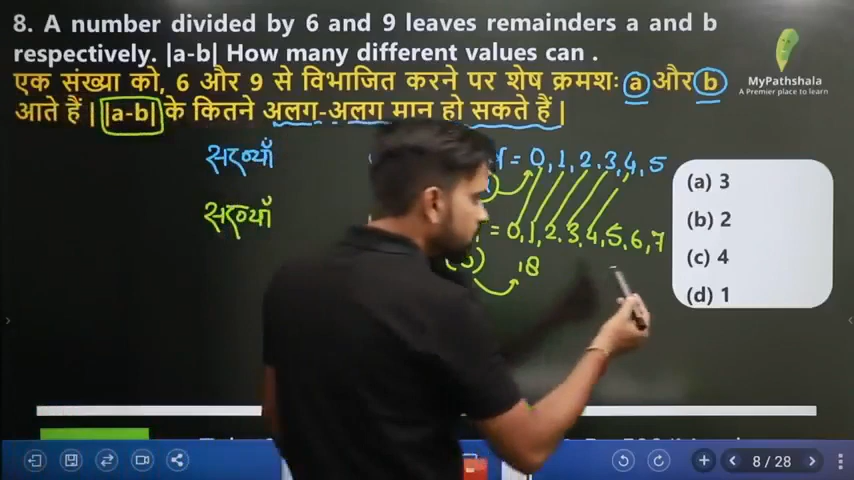 8. A number divided by 6 and 9 leaves remainders a and b
respectively. |a-b| How many different values can .
एक संख्या को, 6 और 9 से विभाजित करने पर शेष क्रमशः a और b
आते हैं | |a-b| के कितने अलग-अलग मान हो सकते हैं |
MyPathshala
A Premier place to learn
= 0, 1, 2, 3, 4, 5
= 0, 1, 2, 3, 4, 5, 6, 7
, 8
(a) 3
(b) 2
(c) 4
(d) 1
8 / 28